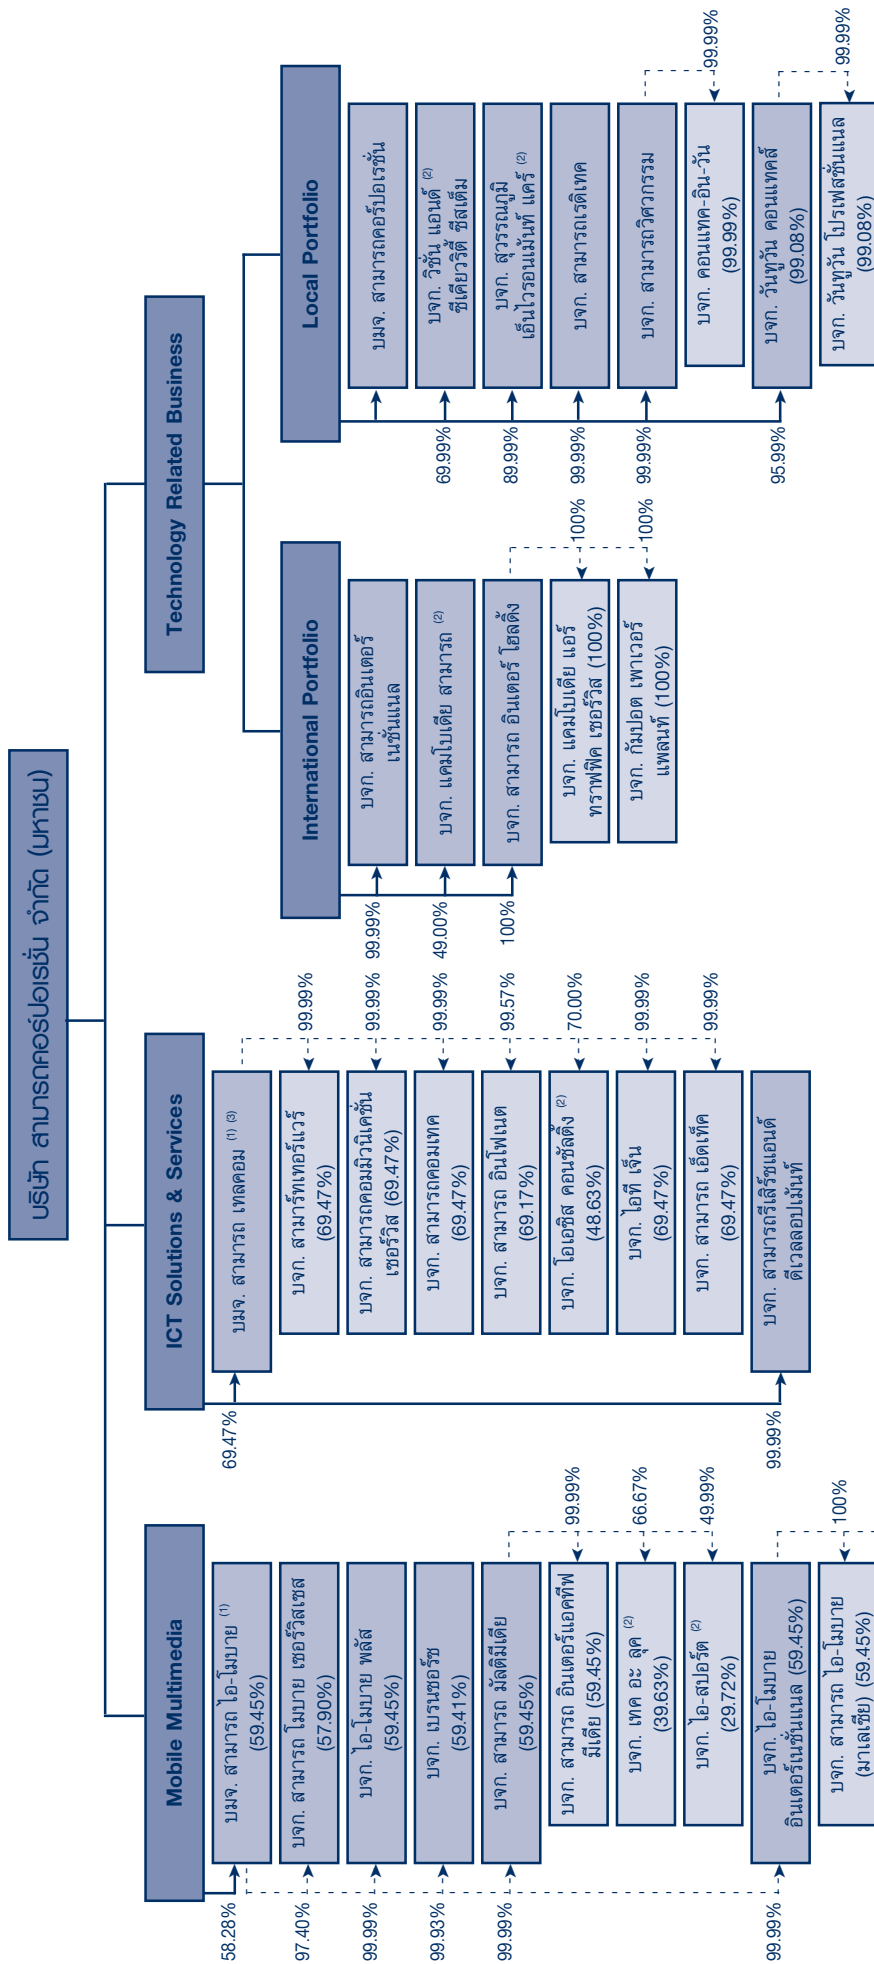 บริษัท สามารถคอร์ปอเรชั่น จำกัด (มหาชน)
Mobile Multimedia
58.28%
บมจ. สามารถ ไอ-โมบาย (1)
(59.45%)
97.40%
บจก. สามารถ โมบาย เซอร์วิสเซส
(57.90%)
99.99%
บจก. ไอ-โมบาย พลัส
(59.45%)
99.93%
บจก. เบรนซอร์ซ
(59.41%)
99.99%
บจก. สามารถ มัลติมีเดีย
(59.45%)
บจก. สามารถ อินเตอร์แอคทีฟ
มีเดีย (59.45%)
99.99%
บจก. เทค อะ ลุค (2)
(39.63%)
66.67%
บจก. ไอ-สปอร์ต (2)
(29.72%)
49.99%
99.99%
บจก. ไอ-โมบาย
อินเตอร์เนชั่นแนล (59.45%)
บจก. สามารถ ไอ-โมบาย
(มาเลเซีย) (59.45%)
100%
ICT Solutions & Services
69.47%
บมจ. สามารถ เทลคอม (1) (3)
บจก. สามาร์ทเทอร์แวร์
(69.47%)
99.99%
บจก. สามารถคอมมิวนิเคชั่น
เซอร์วิส (69.47%)
99.99%
บจก. สามารถคอมเทค
(69.47%)
99.99%
บจก. สามารถ อินโฟเนต
(69.17%)
99.57%
บจก. โอเอซิส คอนซัลติ้ง (2)
(48.63%)
70.00%
บจก. ไอที เจ็น
(69.47%)
99.99%
บจก. สามารถ เอ็ดเท็ค
(69.47%)
99.99%
99.99%
บจก. สามารถรีเสิร์ชแอนด์
ดีเวลลอปเม้นท์
Technology Related Business
International Portfolio
99.99%
บจก. สามารถอินเตอร์
เนชั่นแนล
49.00%
บจก. แคมโบเดีย สามารถ (2)
100%
บจก. สามารถ อินเตอร์ โฮลดิ้ง
บจก. แคมโบเดีย แอร์
ทราฟฟิค เซอร์วิส (100%)
100%
บจก. กัมปอต เพาเวอร์
แพลนท์ (100%)
100%
Local Portfolio
บมจ. สามารถคอร์ปอเรชั่น
69.99%
บจก. วิชั่น แอนด์ (2)
ซีเคียวริตี้ ซีสเต็ม
89.99%
บจก. สุวรรณภูมิ
เอ็นไวรอนเม้นท์ แคร์ (2)
99.99%
บจก. สามารถเรดิเทค
99.99%
บจก. สามารถวิศวกรรม
บจก. คอนแทค-อิน-วัน
(99.99%)
99.99%
95.99%
บจก. วันทูวัน คอนแทคส์
(99.08%)
บจก. วันทูวัน โปรเฟสชั่นแนล
(99.08%)
99.99%